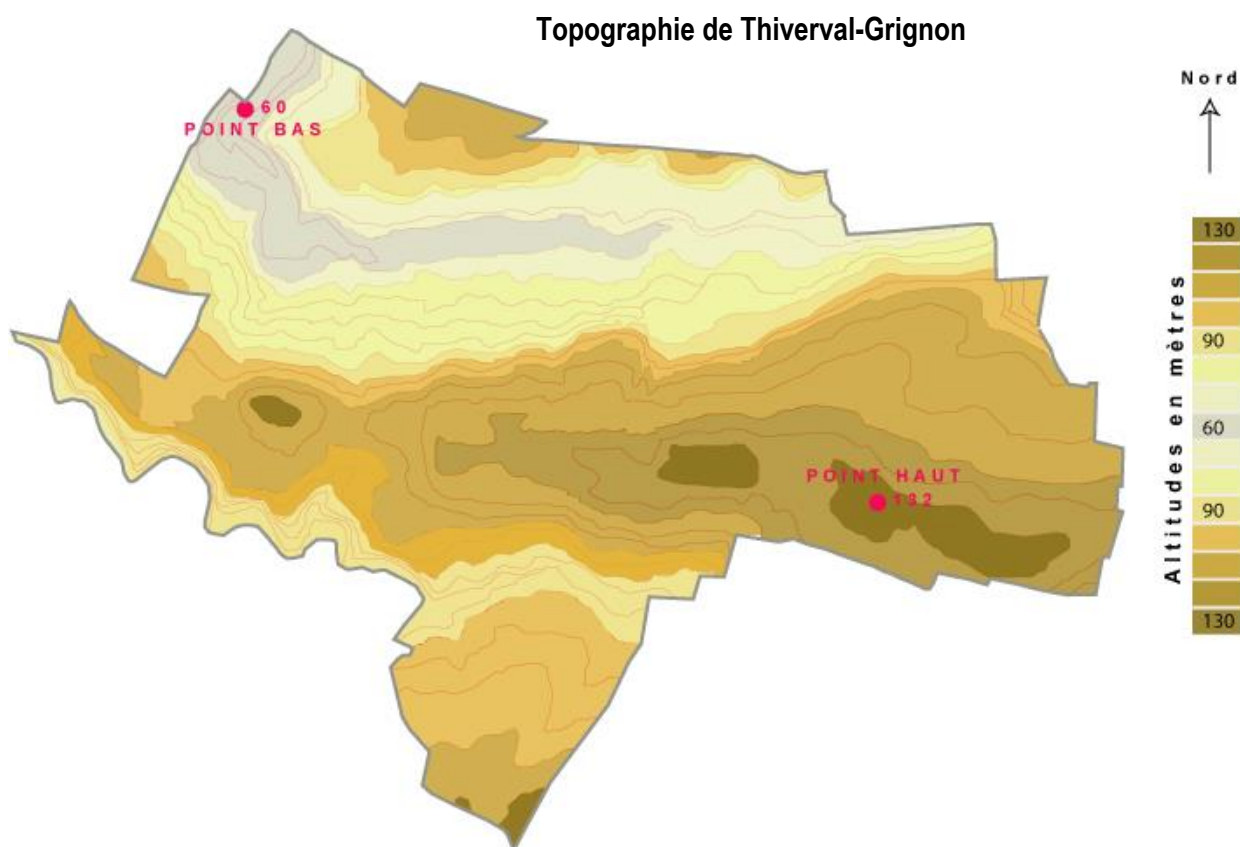 Topographie de Thiverval-Grignon
Nord
60
POINT BAS
130
90
60
90
130
Altitudes en mètres
POINT HAUT
132